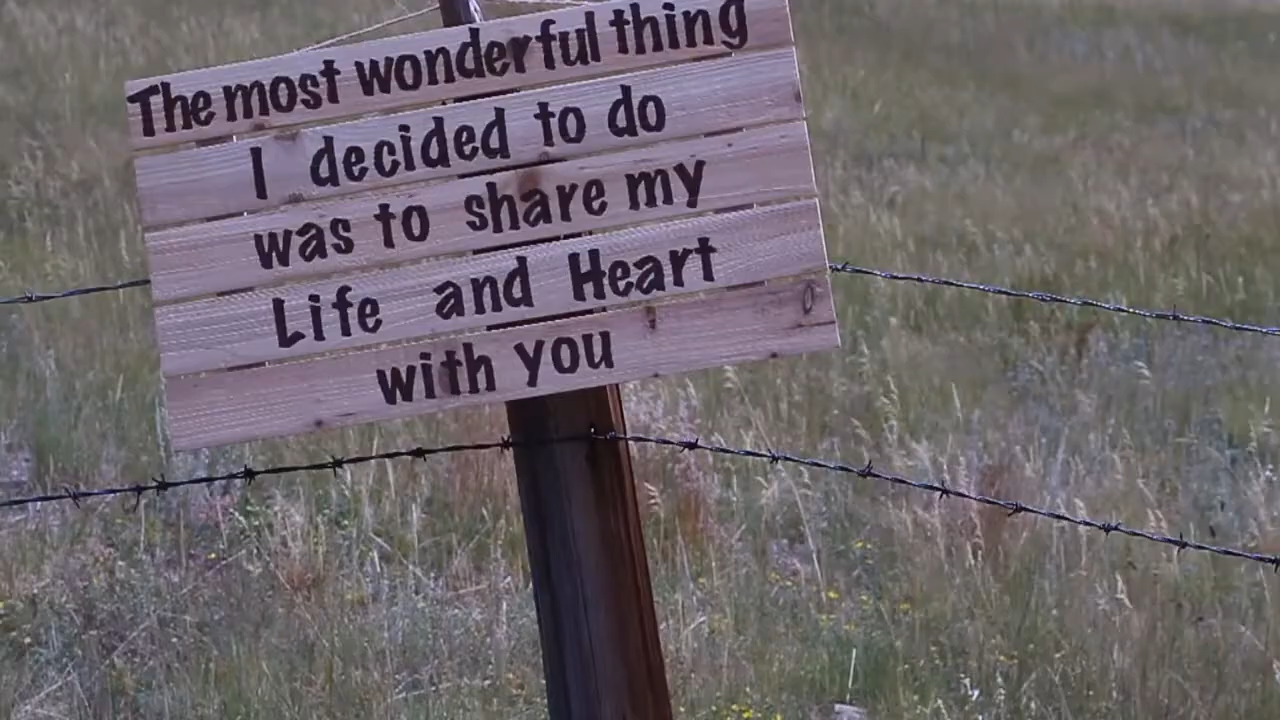 The most wonderful thing
I decided to do
was to share my
Life and Heart
with you